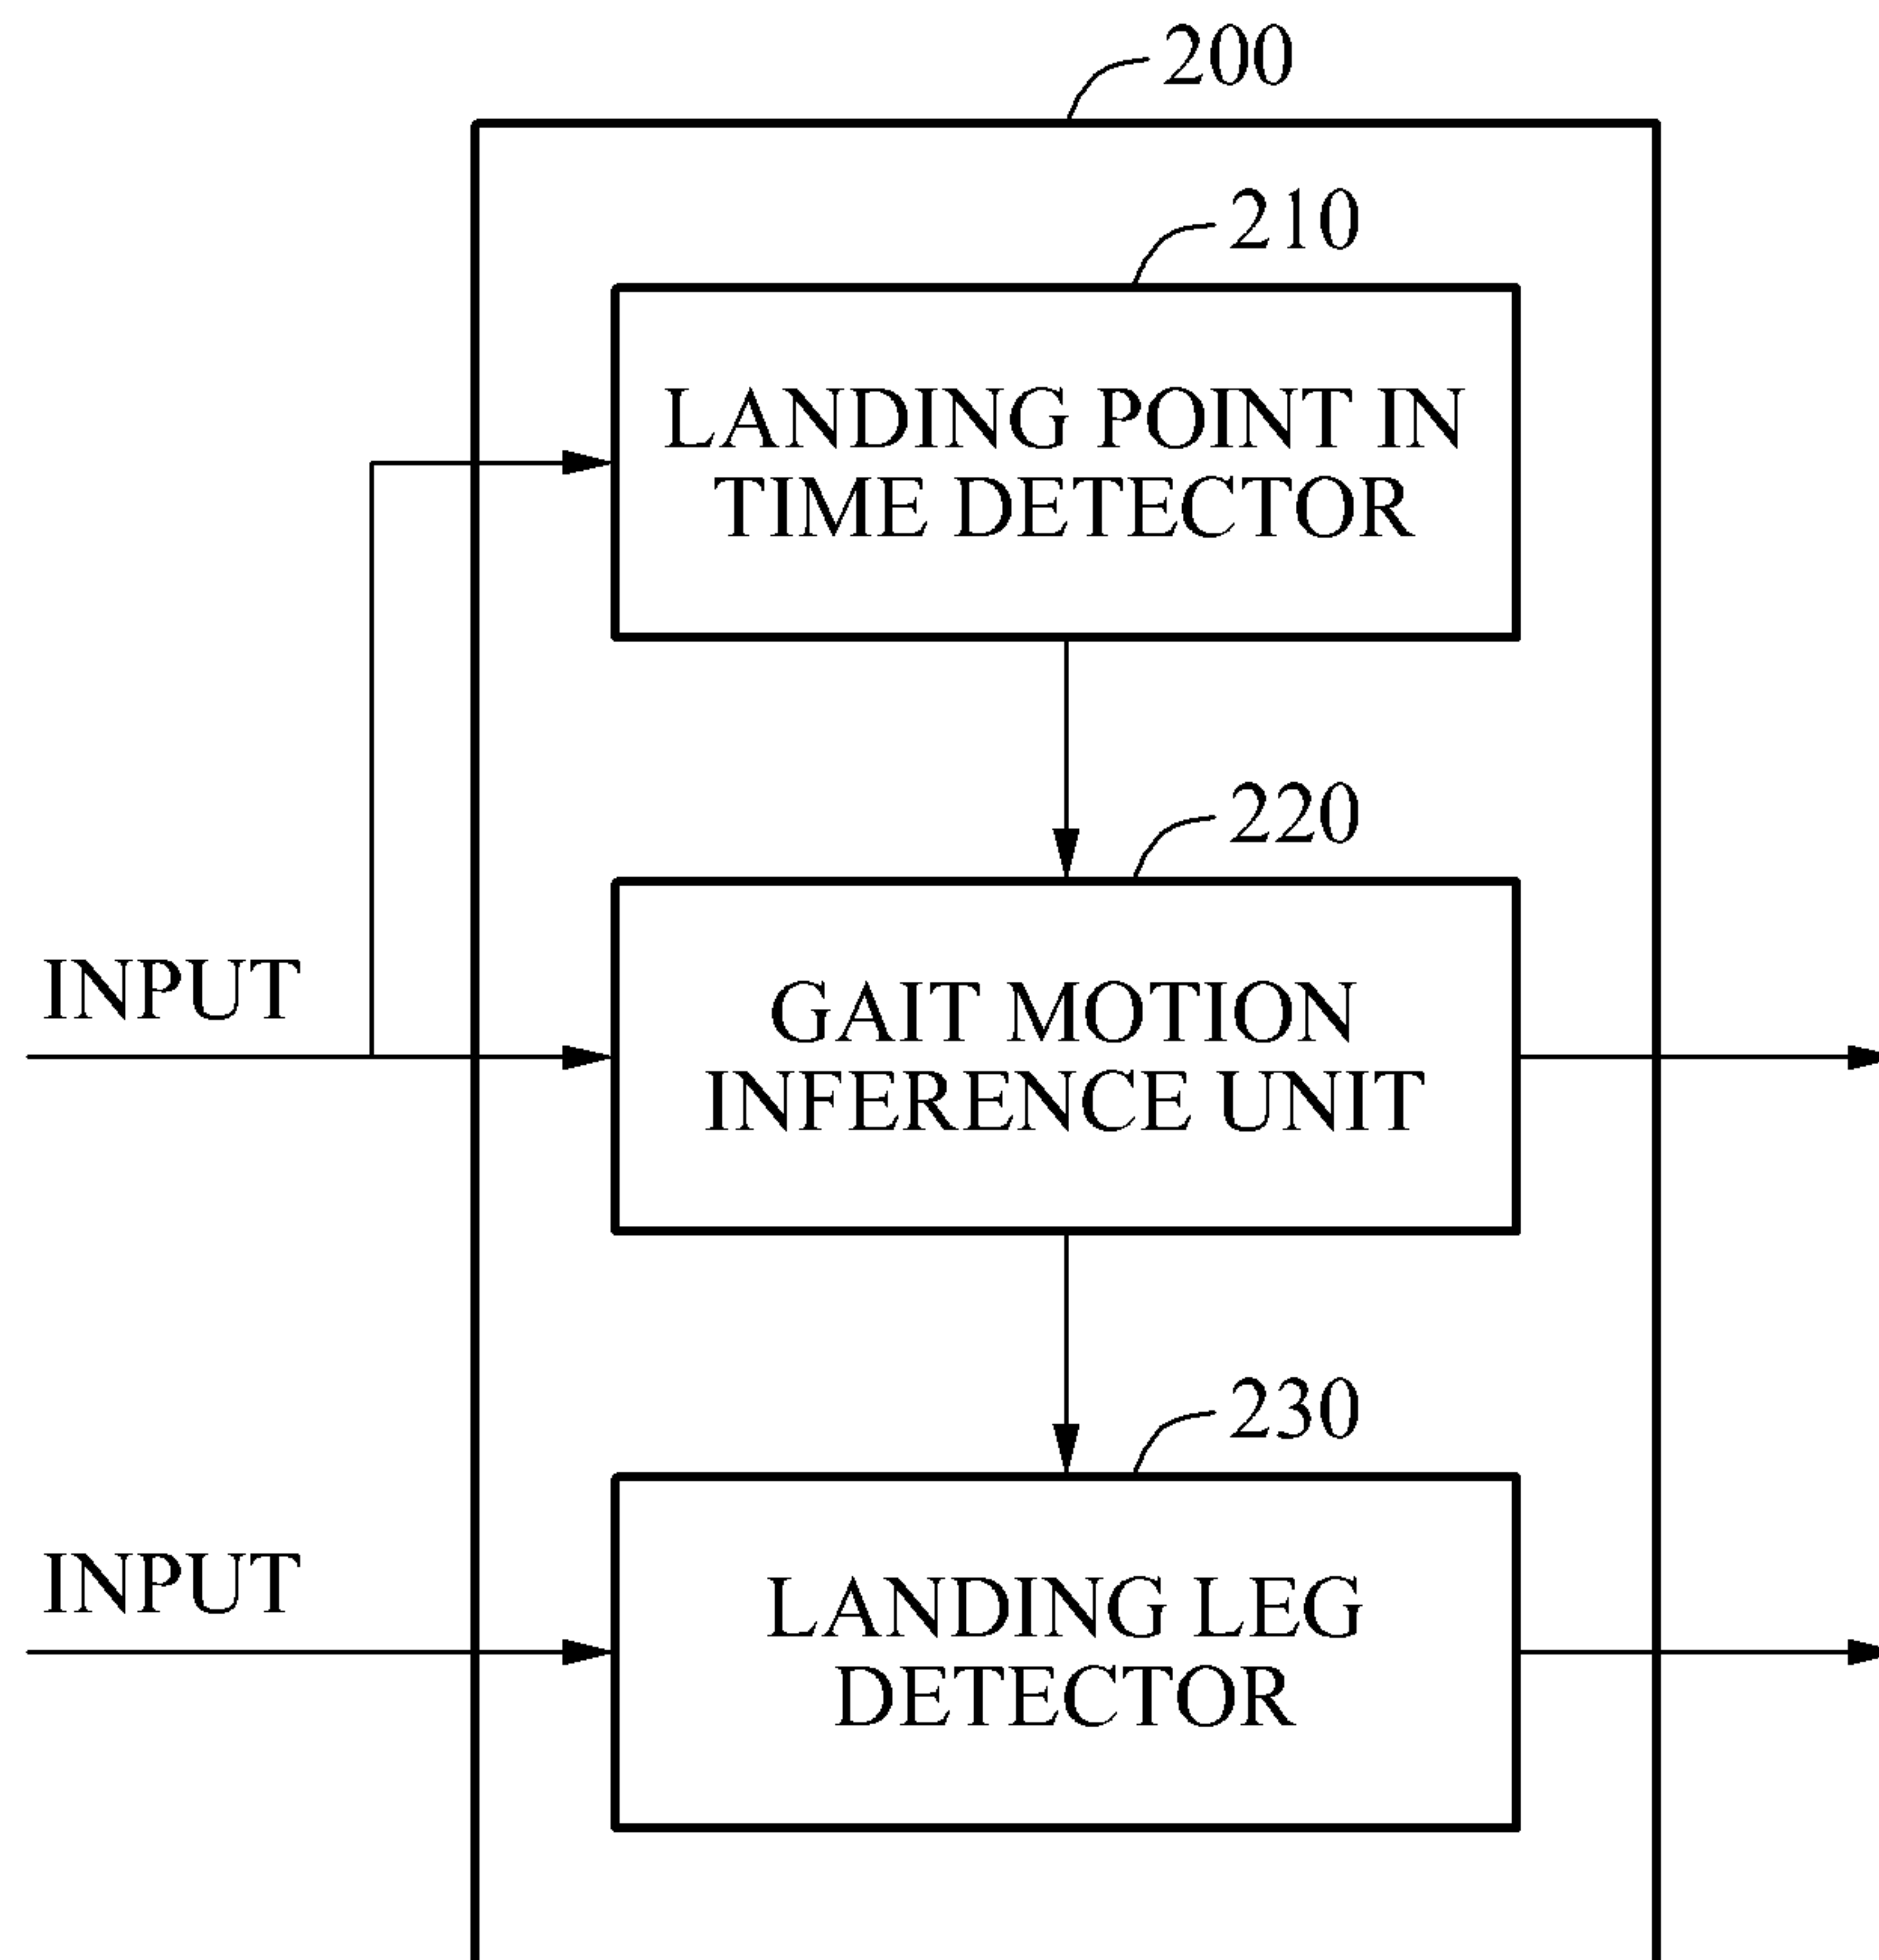 200
210
LANDING POINT IN
TIME DETECTOR
220
INPUT
GAIT MOTION
INFERENCE UNIT
230
INPUT
LANDING LEG
DETECTOR